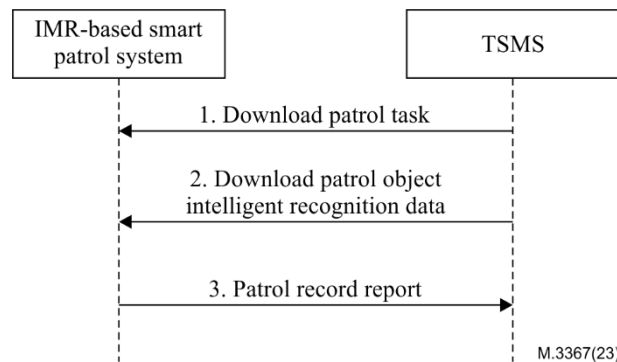 IMR-based smart
patrol system
TSMS
1. Download patrol task
2. Download patrol object
intelligent recognition data
3. Patrol record report
M.3367(23)